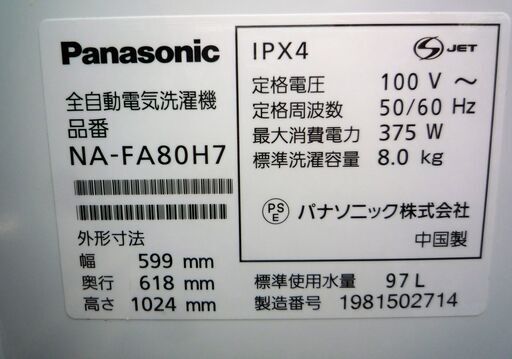 Panasonic
全自動電気洗濯機
品番
NA-FA80H7
外形寸法
幅 599 mm
奥行 618 mm
高さ 1024 mm
IPX4
S JET
定格電圧 100 V ～
定格周波数 50/60 Hz
最大消費電力 375 W
標準洗濯容量 8.0 kg
PS E パナソニック株式会社
中国製
標準使用水量 97 L
製造番号 1981502714